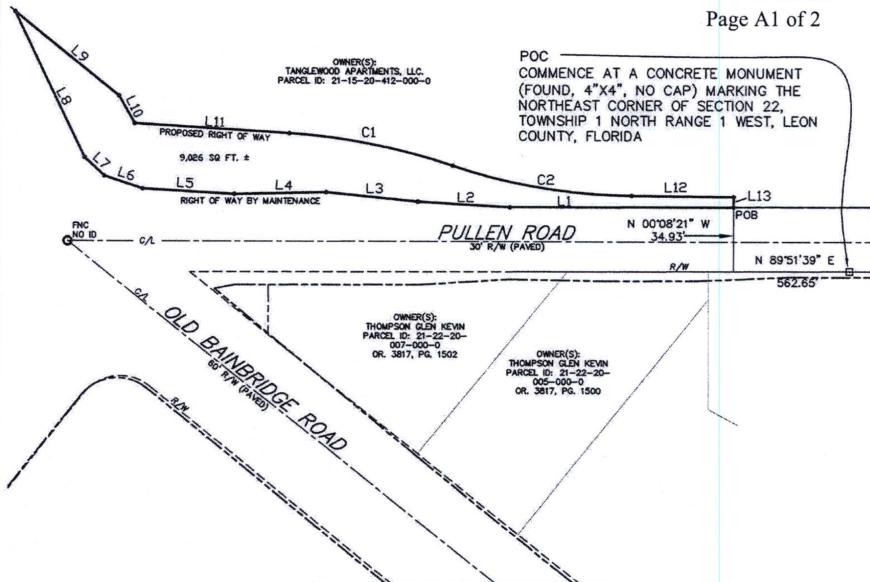 Page A1 of 2
POC
COMMENCE AT A CONCRETE MONUMENT
(FOUND, 4"X4", NO CAP) MARKING THE
NORTHEAST CORNER OF SECTION 22,
TOWNSHIP 1 NORTH RANGE 1 WEST, LEON
COUNTY, FLORIDA
OWNER(S):
TANGLEWOOD APARTMENTS, LLC.
PARCEL ID: 21-15-20-412-000-0
L9
L8
L10
L11
PROPOSED RIGHT OF WAY
C1
9,026 SQ FT. ±
L7
L6
L5
L4
L3
L2
L1
C2
L12
L13
RIGHT OF WAY BY MAINTENANCE
POB
FNC
NO ID
C/L
PULLEN ROAD
30' R/W (PAVED)
N 00°08'21" W
34.93'
R/W
N 89°51'39" E
562.65'
C/L
OLD BAINBRIDGE ROAD
60' R/W (PAVED)
R/W
OWNER(S):
THOMPSON GLEN KEVIN
PARCEL ID: 21-22-20-
007-000-0
OR. 3817, PG. 1502
OWNER(S):
THOMPSON GLEN KEVIN
PARCEL ID: 21-22-20-
005-000-0
OR. 3817, PG. 1500